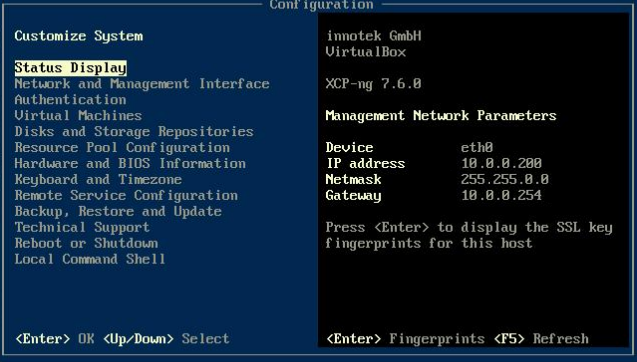 Configuration
Customize System
Status Display
Network and Management Interface
Authentication
Virtual Machines
Disks and Storage Repositories
Resource Pool Configuration
Hardware and BIOS Information
Keyboard and Timezone
Remote Service Configuration
Backup, Restore and Update
Technical Support
Reboot or Shutdown
Local Command Shell
<Enter> OK <Up/Down> Select
innotek GmbH
VirtualBox
XCP-ng 7.6.0
Management Network Parameters
Device eth0
IP address 10.0.0.200
Netmask 255.255.0.0
Gateway 10.0.0.254
Press <Enter> to display the SSL key
fingerprints for this host
<Enter> Fingerprints <F5> Refresh